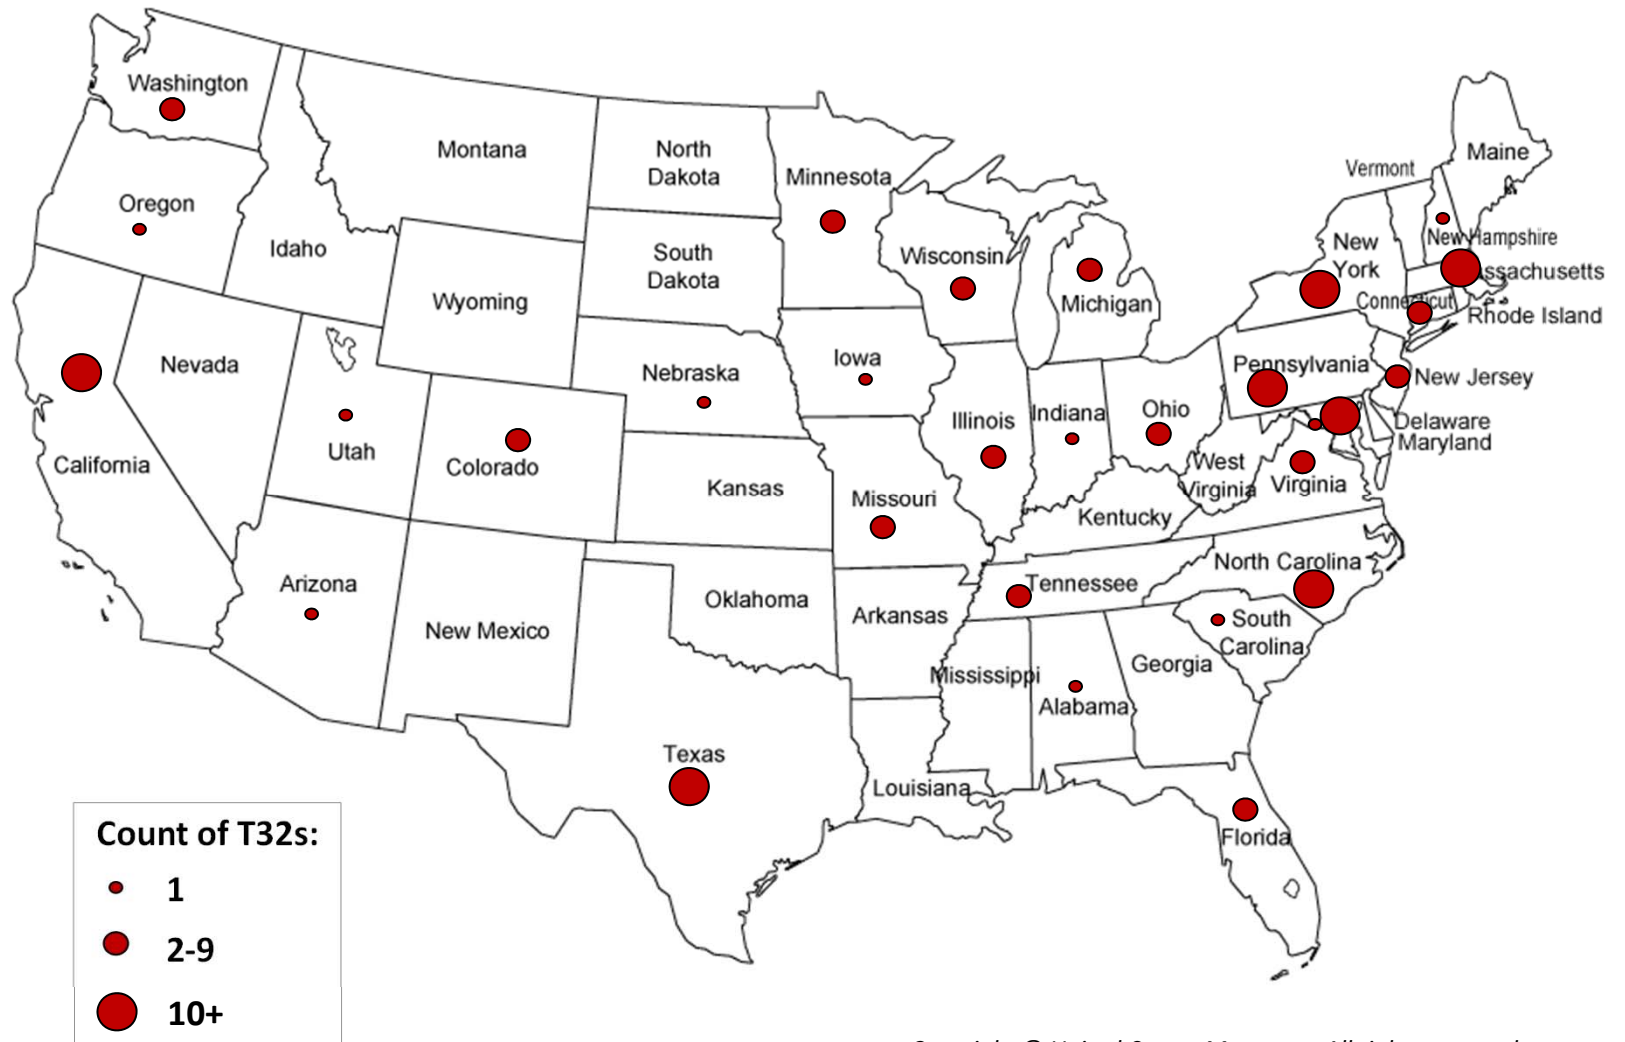 Washington
Montana
North
Dakota
Minnesota
Vermont
Maine
Oregon
Idaho
South
Dakota
Wisconsin
Michigan
New
York
New Hampshire
ssachusetts
Connecticut
Rhode Island
Wyoming
Nevada
Nebraska
Iowa
Pennsylvania
New Jersey
Utah
Colorado
California
Kansas
Missouri
Illinois
Indiana
Ohio
Delaware
Maryland
West
Virginia
Virginia
Kentucky
Arizona
New Mexico
Oklahoma
Arkansas
Tennessee
North Carolina
South
Carolina
Mississippi
Alabama
Georgia
Texas
Louisiana
Florida
Count of T32s:
1
2-9
10+